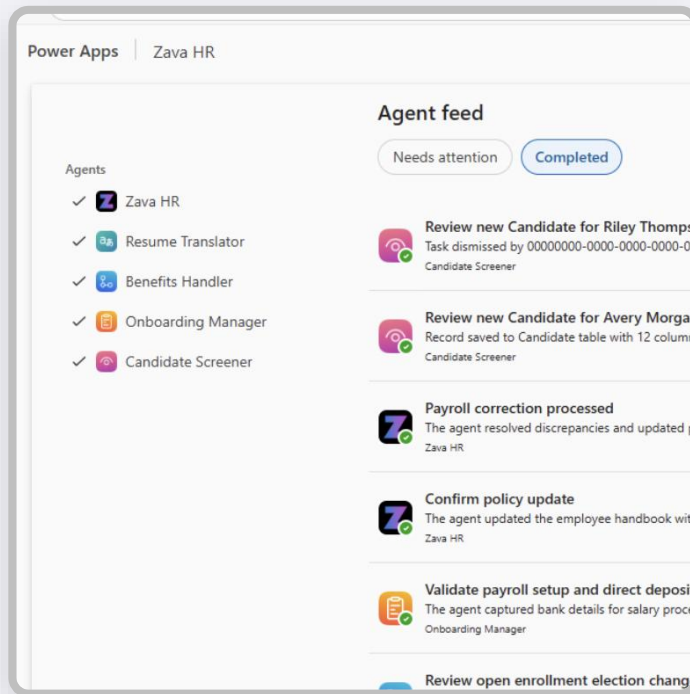 Power Apps
Zava HR
Agents
Zava HR
Resume Translator
Benefits Handler
Onboarding Manager
Candidate Screener
Agent feed
Needs attention
Completed
Review new Candidate for Riley Thomps
Task dismissed by 00000000-0000-0000-0000-0
Candidate Screener
Review new Candidate for Avery Morga
Record saved to Candidate table with 12 colum
Candidate Screener
Payroll correction processed
The agent resolved discrepancies and updated p
Zava HR
Confirm policy update
The agent updated the employee handbook wit
Zava HR
Validate payroll setup and direct deposi
The agent captured bank details for salary proce
Onboarding Manager
Review open enrollment election chang